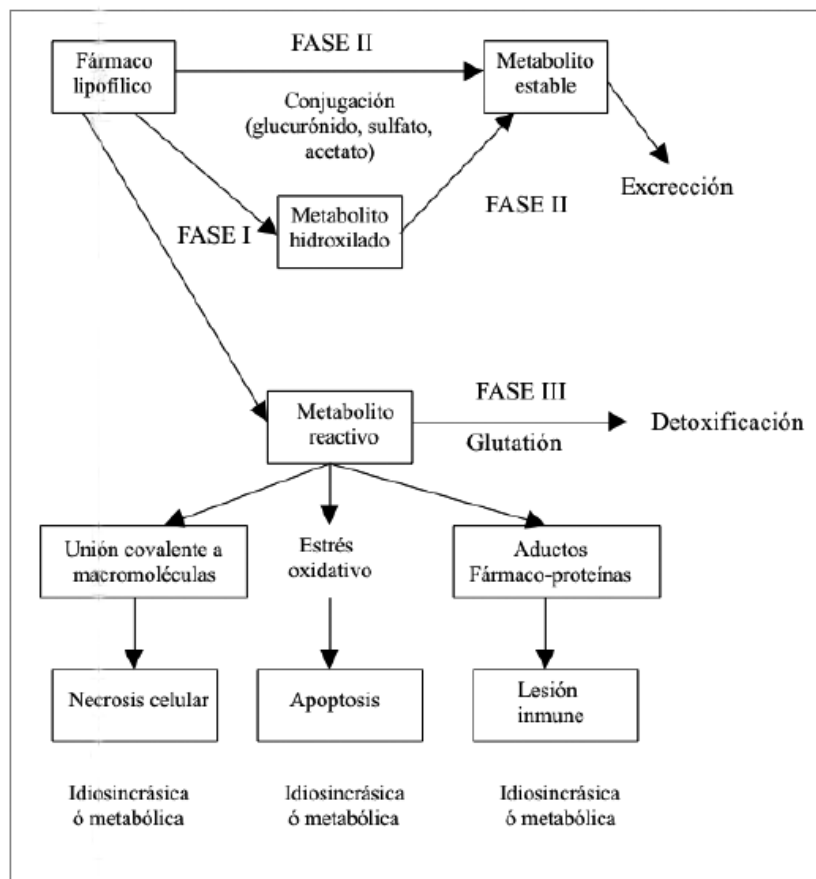 FASE II
Fármaco
lipofílico
Metabolito
estable
Conjugación
(glucurónido, sulfato,
acetato)
Excrección
FASE II
FASE I
Metabolito
hidroxilado
Metabolito
reactivo
FASE III
Glutatión
Detoxificación
Unión covalente a
macromoléculas
Estrés
oxidativo
Aductos
Fármaco-proteínas
Necrosis celular
Apoptosis
Lesión
inmune
Idiosincrásica
ó metabólica
Idiosincrásica
ó metabólica
Idiosincrásica
ó metabólica